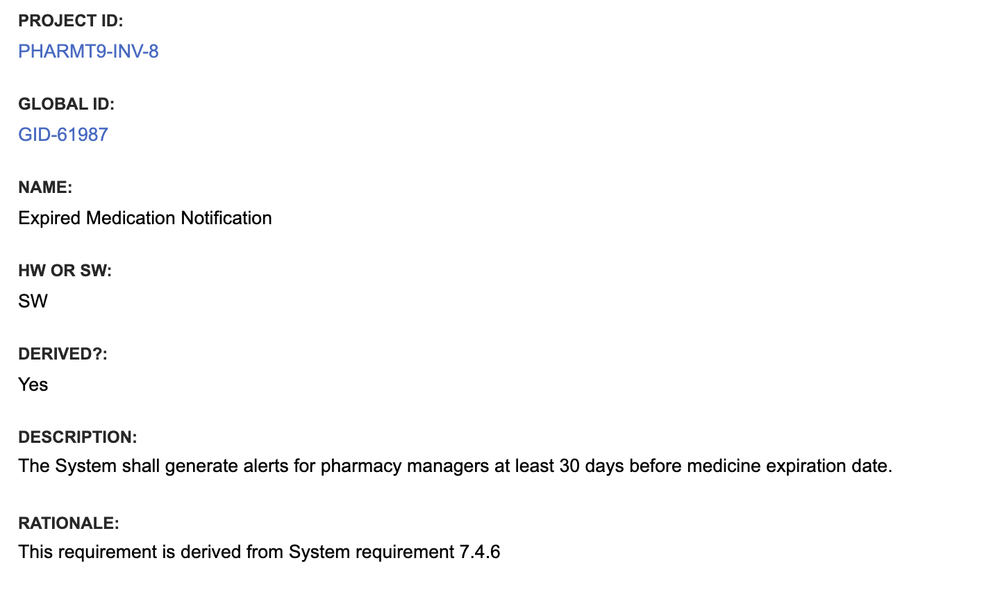 PROJECT ID:
PHARMT9-INV-8
GLOBAL ID:
GID-61987
NAME:
Expired Medication Notification
HW OR SW:
SW
DERIVED?:
Yes
DESCRIPTION:
The System shall generate alerts for pharmacy managers at least 30 days before medicine expiration date.
RATIONALE:
This requirement is derived from System requirement 7.4.6